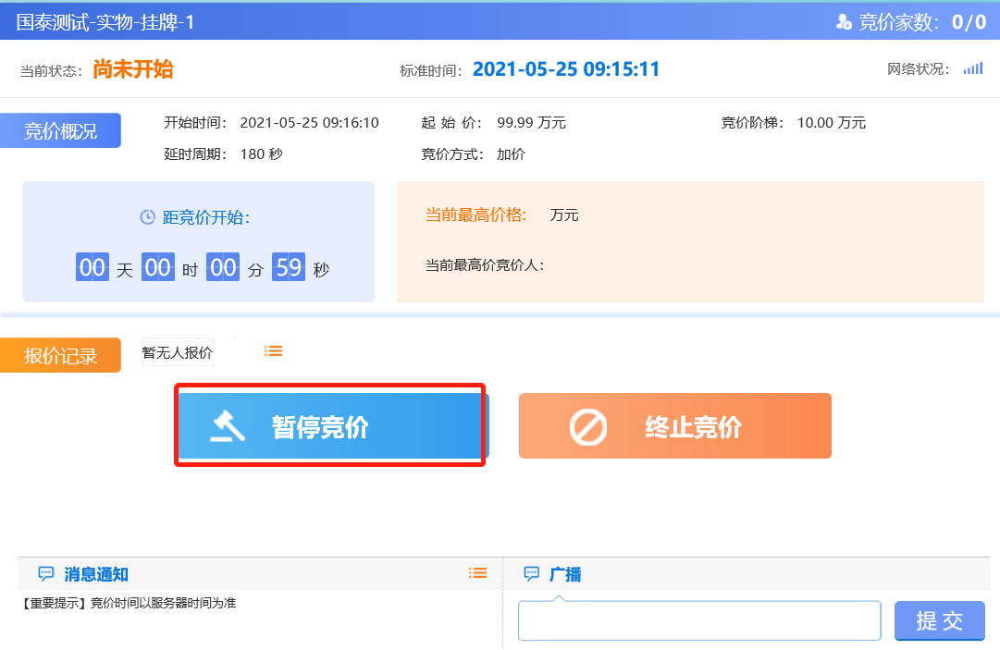 国泰测试-实物-挂牌-1
竞价家数：0/0
当前状态：尚未开始
标准时间：2021-05-25 09:15:11
网络状况：
竞价概况
开始时间： 2021-05-25 09:16:10
起 始 价： 99.99 万元
竞价阶梯： 10.00 万元
延时周期： 180 秒
竞价方式： 加价
距竞价开始：
00 天 00 时 00 分 59 秒
当前最高价格: 万元
当前最高价竞价人：
报价记录
暂无人报价
暂停竞价
终止竞价
消息通知
【重要提示】竞价时间以服务器时间为准
广播
提 交